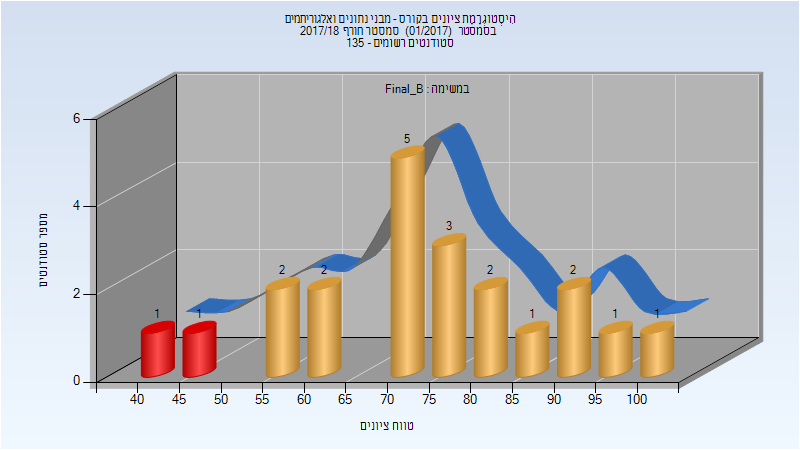 היסטוגרמת ציונים בקורס - מבני נתונים ואלגוריתמים
בסמסטר (01/2017) סמסטר חורף 2017/18
סטודנטים רשומים - 135
במשימה : Final_B
מספר סטודנטים
6
4
2
0
1
1
2
2
5
3
2
1
2
1
1
40 45 50 55 60 65 70 75 80 85 90 95 100
טווח ציונים